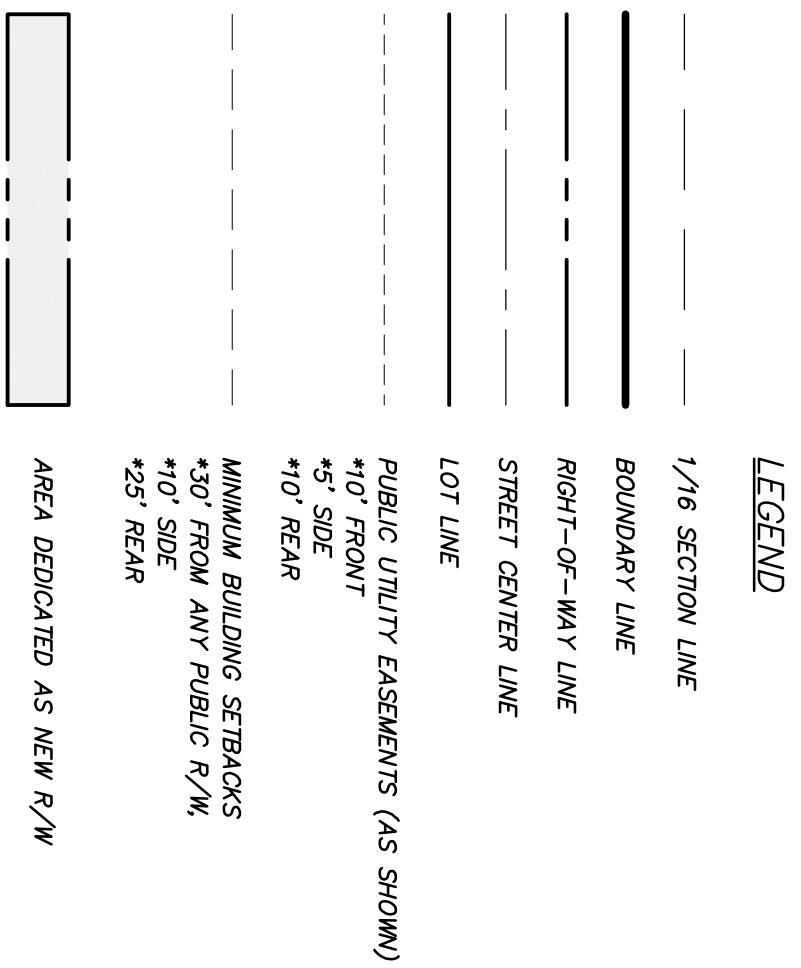 LEGEND
1/16 SECTION LINE
BOUNDARY LINE
RIGHT-OF-WAY LINE
STREET CENTER LINE
LOT LINE
PUBLIC UTILITY EASEMENTS (AS SHOWN)
*10' FRONT
*5' SIDE
*10' REAR
MINIMUM BUILDING SETBACKS
*30' FROM ANY PUBLIC R/W,
*10' SIDE
*25' REAR
AREA DEDICATED AS NEW R/W